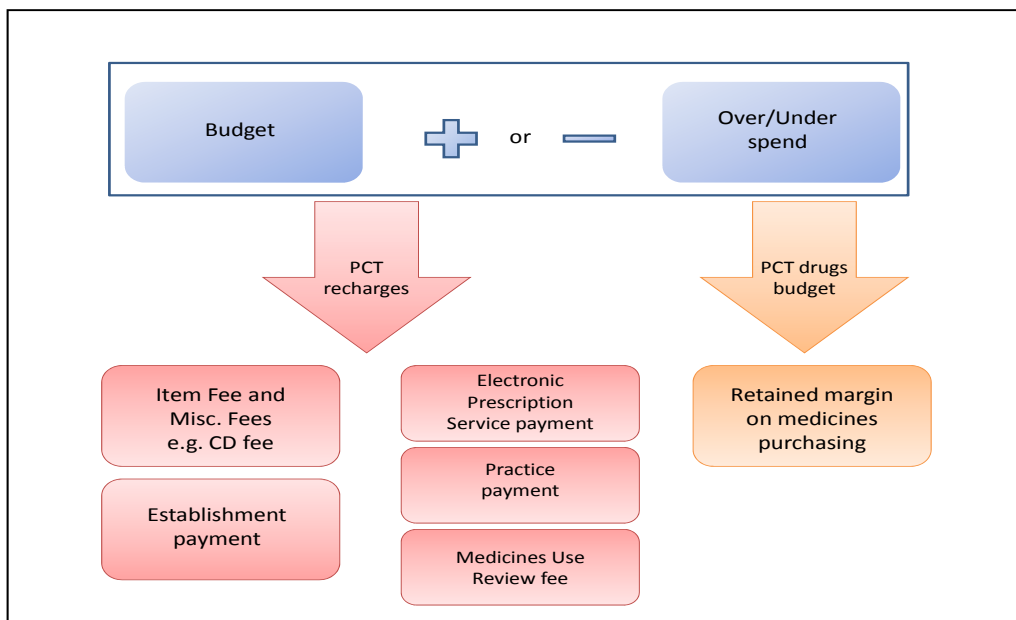 Budget
or
Over/Under
spend
PCT
recharges
PCT drugs
budget
Item Fee and
Misc. Fees
e.g. CD fee
Establishment
payment
Electronic
Prescription
Service payment
Practice
payment
Medicines Use
Review fee
Retained margin
on medicines
purchasing